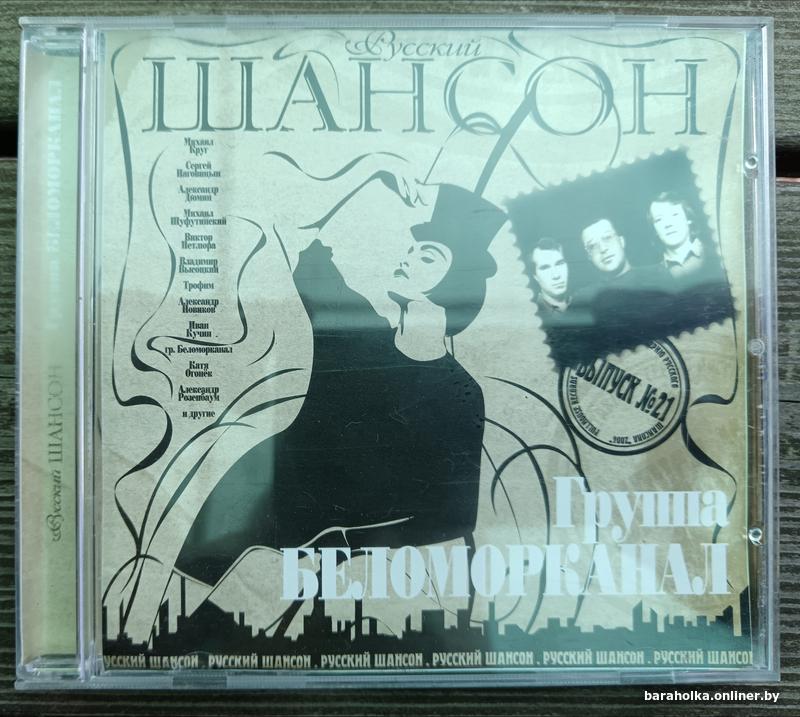 Русский
ШАНСОН
Михаил
Круг
Сергей
Наговицын
Александр
Дюмин
Михаил
Шуфутинский
Виктор
Петлюра
Владимир
Высоцкий
Трофим
Александр
Новиков
Иван
Кучин
гр. Беломорканал
Катя
Огонёк
Александр
Розенбаум
и другие
ВЫПУСК №21
Группа
БЕЛОМОРКАНАЛ
УССКИЙ ШАНСОН . РУССКИЙ ШАНСОН . РУССКИЙ ШАНСОН . РУССКИЙ ШАНСОН . РУССКИЙ ШАНСОН . РУССКИЙ ШАНСОН
Русский ШАНСОН
БЕЛОМОРКАНАЛ
baraholka.onliner.by